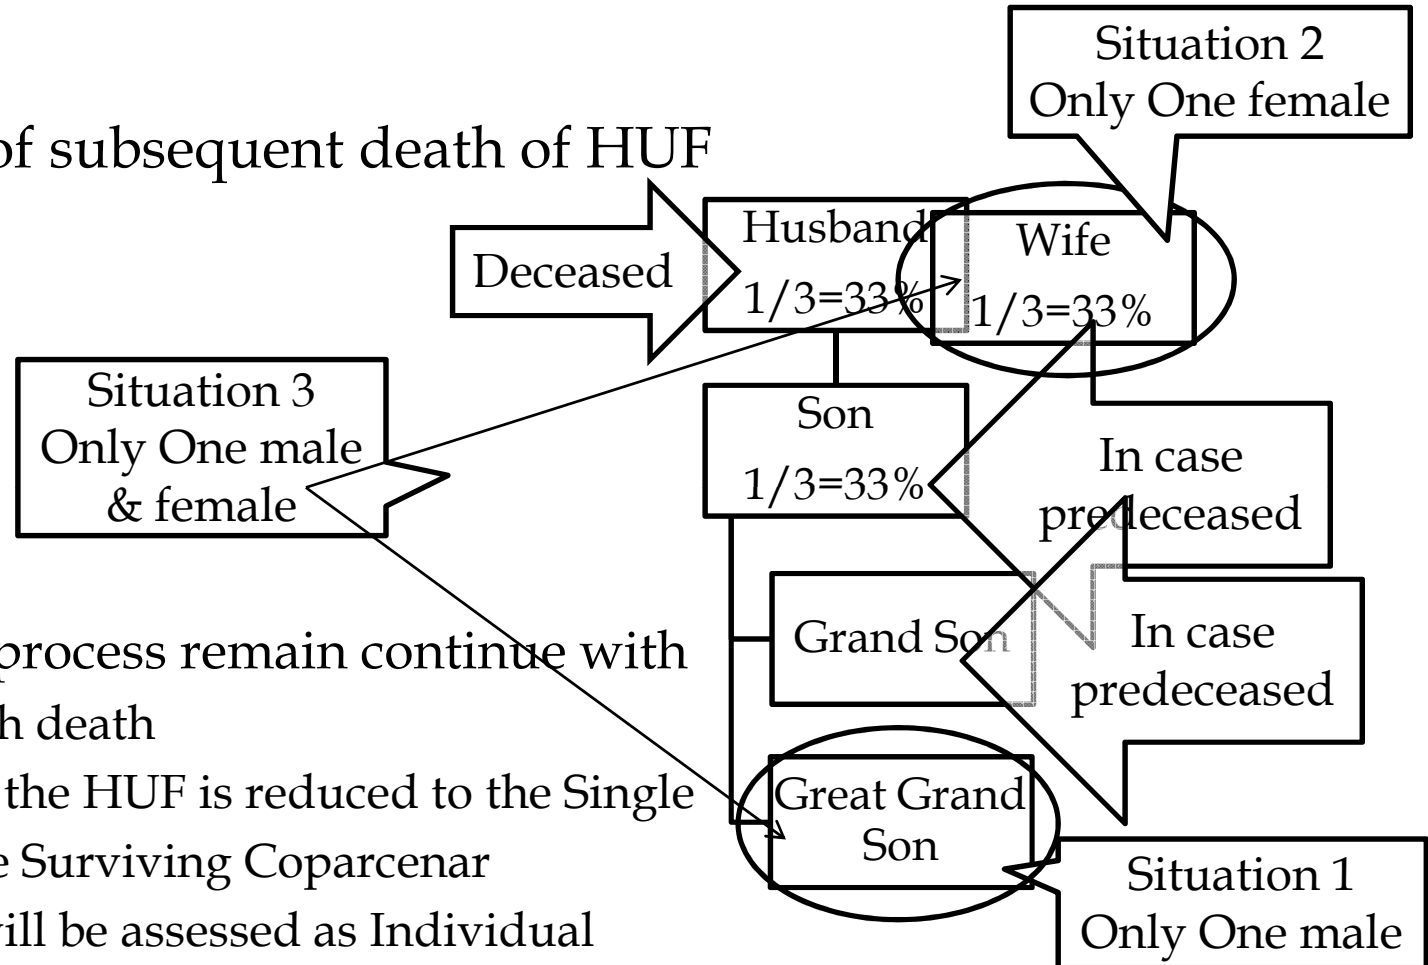 Situation 2
Only One female
of subsequent death of HUF
Deceased
Husband
1/3=33%
Wife
1/3=33%
Situation 3
Only One male
& female
Son
1/3=33%
In case
predeceased
Grand Son
In case
predeceased
process remain continue with
death
the HUF is reduced to the Single
Great Grand
Son
Surviving Coparcenar
will be assessed as Individual
Situation 1
Only One male